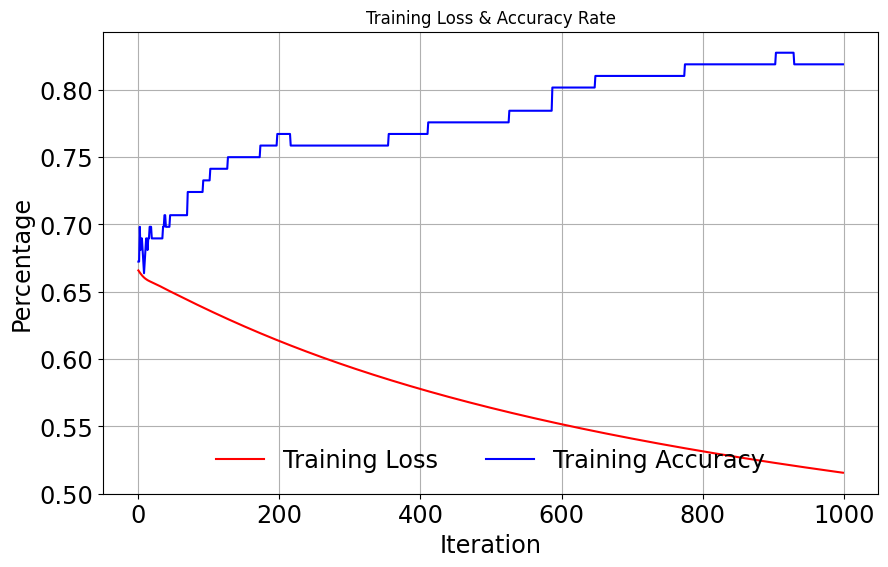 Training Loss & Accuracy Rate
0.80
0.75
0.70
0.65
0.60
0.55
0.50
Percentage
Training Loss Training Accuracy
0 200 400 600 800 1000
Iteration